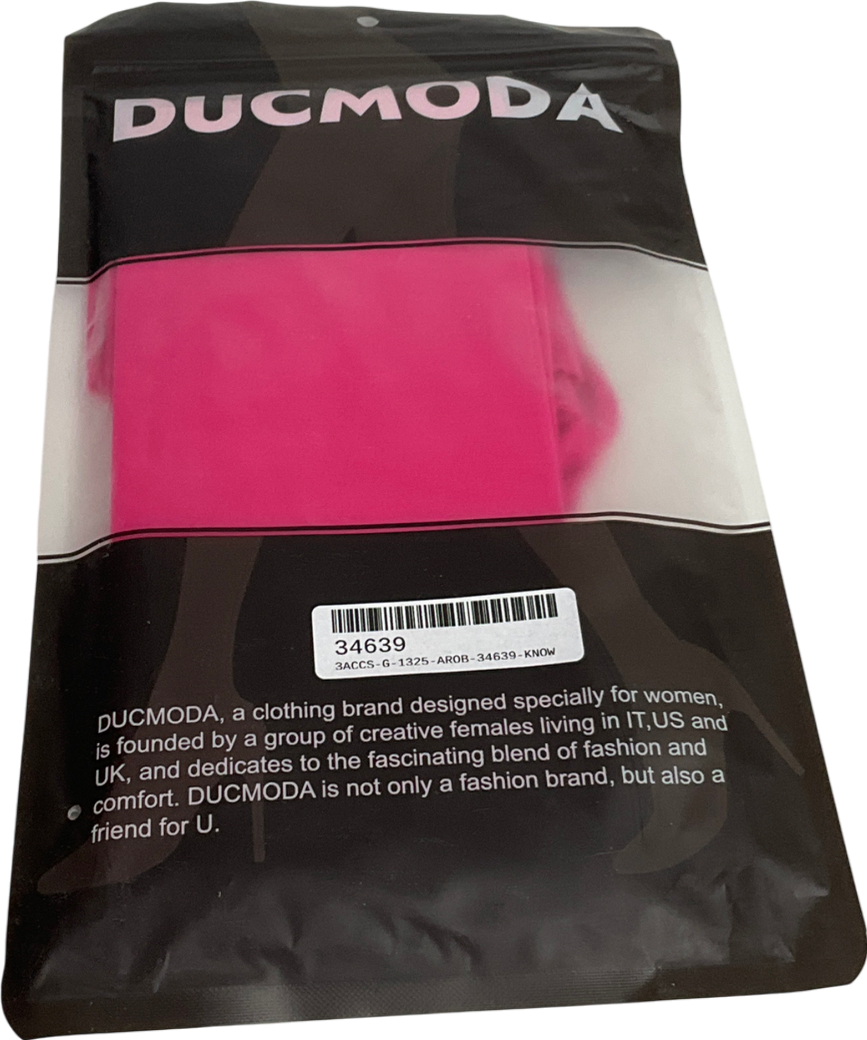 DUCMODA
34639
3ACCS-G-1325-AROB-34639-KNOW
DUCMODA, a clothing brand designed specially for women,
is founded by a group of creative females living in IT,US and
UK, and dedicates to the fascinating blend of fashion and
comfort. DUCMODA is not only a fashion brand, but also a
friend for U.